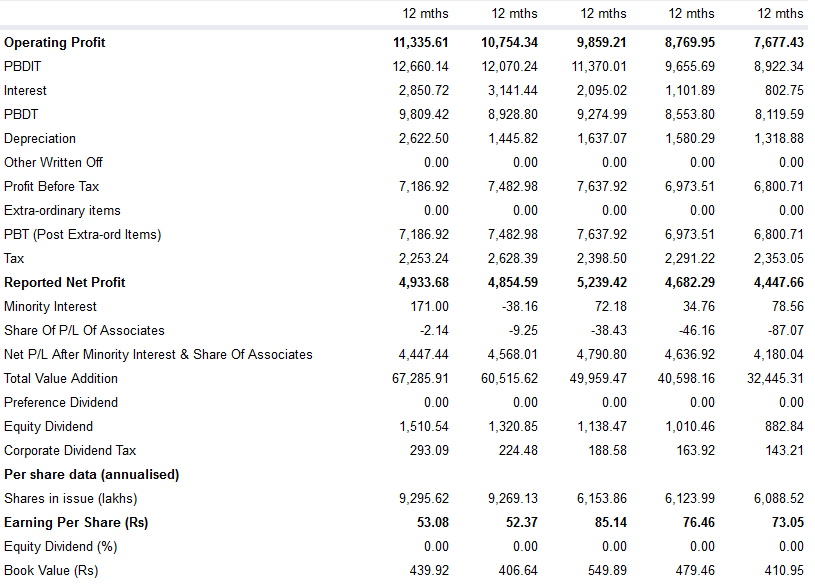 12 mths 12 mths 12 mths 12 mths 12 mths
Operating Profit 11,335.61 10,754.34 9,859.21 8,769.95 7,677.43
PBDIT 12,660.14 12,070.24 11,370.01 9,655.69 8,922.34
Interest 2,850.72 3,141.44 2,095.02 1,101.89 802.75
PBDT 9,809.42 8,928.80 9,274.99 8,553.80 8,119.59
Depreciation 2,622.50 1,445.82 1,637.07 1,580.29 1,318.88
Other Written Off 0.00 0.00 0.00 0.00 0.00
Profit Before Tax 7,186.92 7,482.98 7,637.92 6,973.51 6,800.71
Extra-ordinary items 0.00 0.00 0.00 0.00 0.00
PBT (Post Extra-ord Items) 7,186.92 7,482.98 7,637.92 6,973.51 6,800.71
Tax 2,253.24 2,628.39 2,398.50 2,291.22 2,353.05
Reported Net Profit 4,933.68 4,854.59 5,239.42 4,682.29 4,447.66
Minority Interest 171.00 -38.16 72.18 34.76 78.56
Share Of P/L Of Associates -2.14 -9.25 -38.43 -46.16 -87.07
Net P/L After Minority Interest & Share Of Associates 4,447.44 4,568.01 4,790.80 4,636.92 4,180.04
Total Value Addition 67,285.91 60,515.62 49,959.47 40,598.16 32,445.31
Preference Dividend 0.00 0.00 0.00 0.00 0.00
Equity Dividend 1,510.54 1,320.85 1,138.47 1,010.46 882.84
Corporate Dividend Tax 293.09 224.48 188.58 163.92 143.21
Per share data (annualised)
Shares in issue (lakhs) 9,295.62 9,269.13 6,153.86 6,123.99 6,088.52
Earning Per Share (Rs) 53.08 52.37 85.14 76.46 73.05
Equity Dividend (%) 0.00 0.00 0.00 0.00 0.00
Book Value (Rs) 439.92 406.64 549.89 479.46 410.95